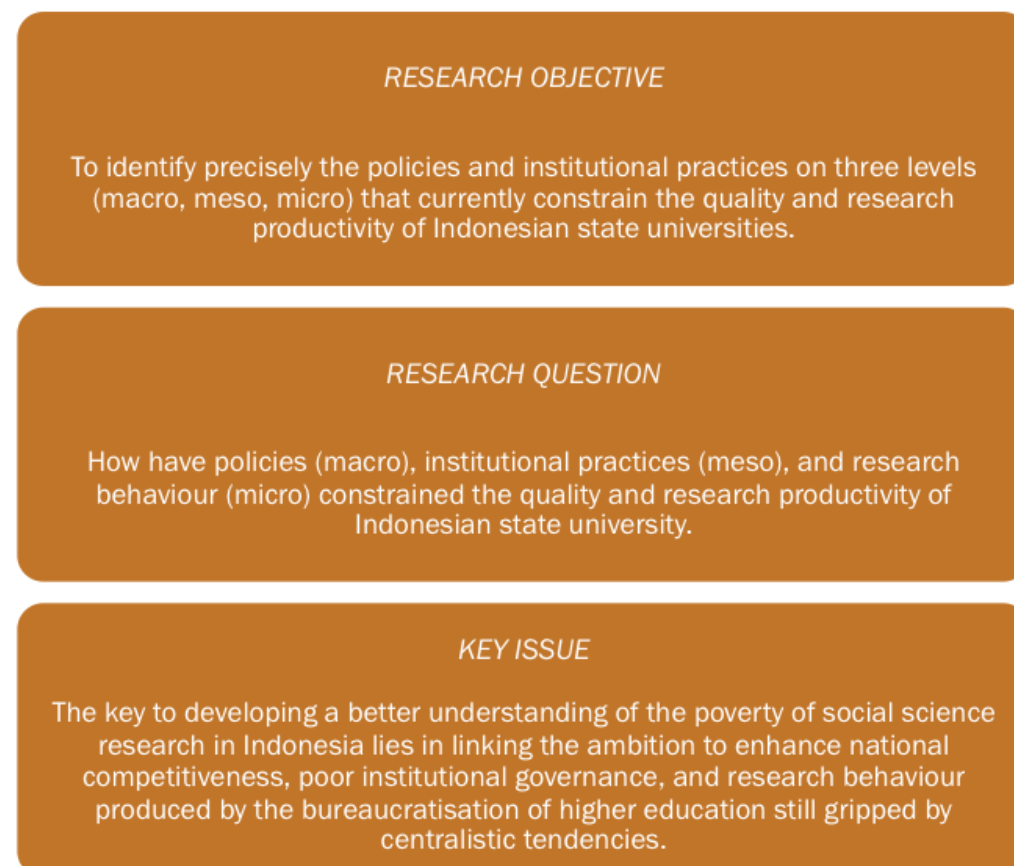 RESEARCH OBJECTIVE
To identify precisely the policies and institutional practices on three levels
(macro, meso, micro) that currently constrain the quality and research
productivity of Indonesian state universities.
RESEARCH QUESTION
How have policies (macro), institutional practices (meso), and research
behaviour (micro) constrained the quality and research productivity of
Indonesian state university.
KEY ISSUE
The key to developing a better understanding of the poverty of social science
research in Indonesia lies in linking the ambition to enhance national
competitiveness, poor institutional governance, and research behaviour
produced by the bureaucratisation of higher education still gripped by
centralistic tendencies.